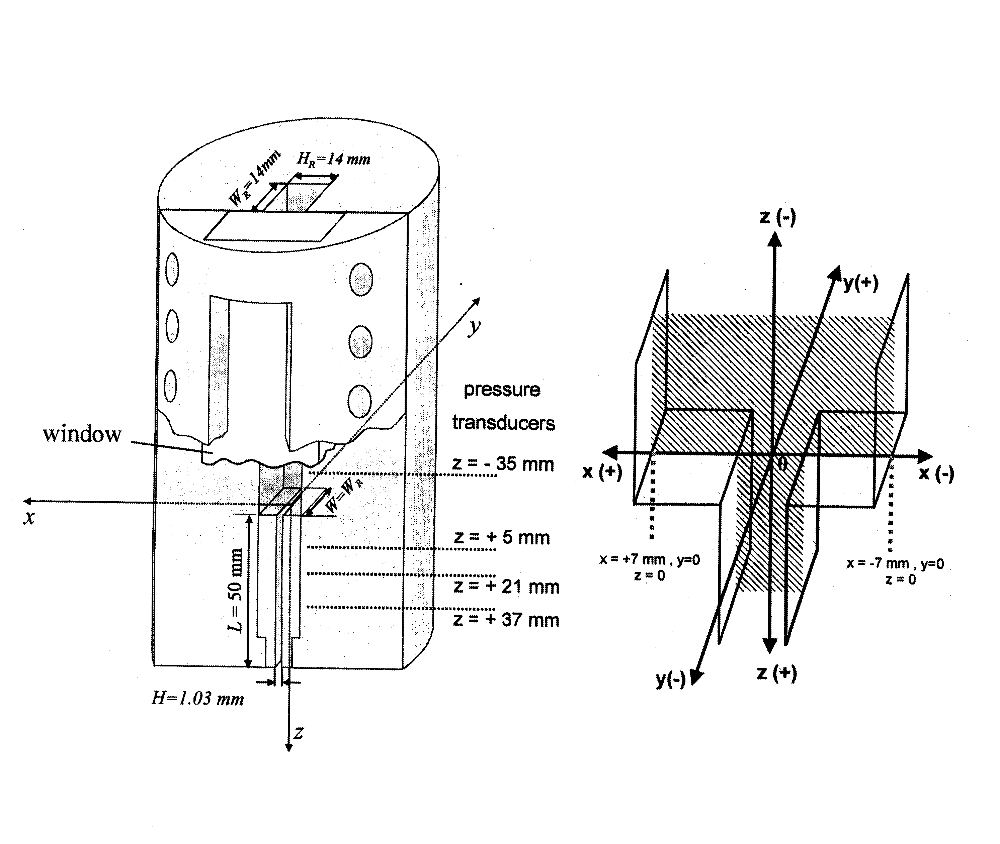 W_R=14mm
H_R=14 mm
y
pressure
transducers
window
z = - 35 mm
W=W_R
x
z = + 5 mm
L = 50 mm
z = + 21 mm
z = + 37 mm
H=1.03 mm
z
z (-)
y(+)
0
x (+)
x (-)
x = +7 mm , y=0
z = 0
x = -7 mm , y=0
z = 0
y(-)
z (+)